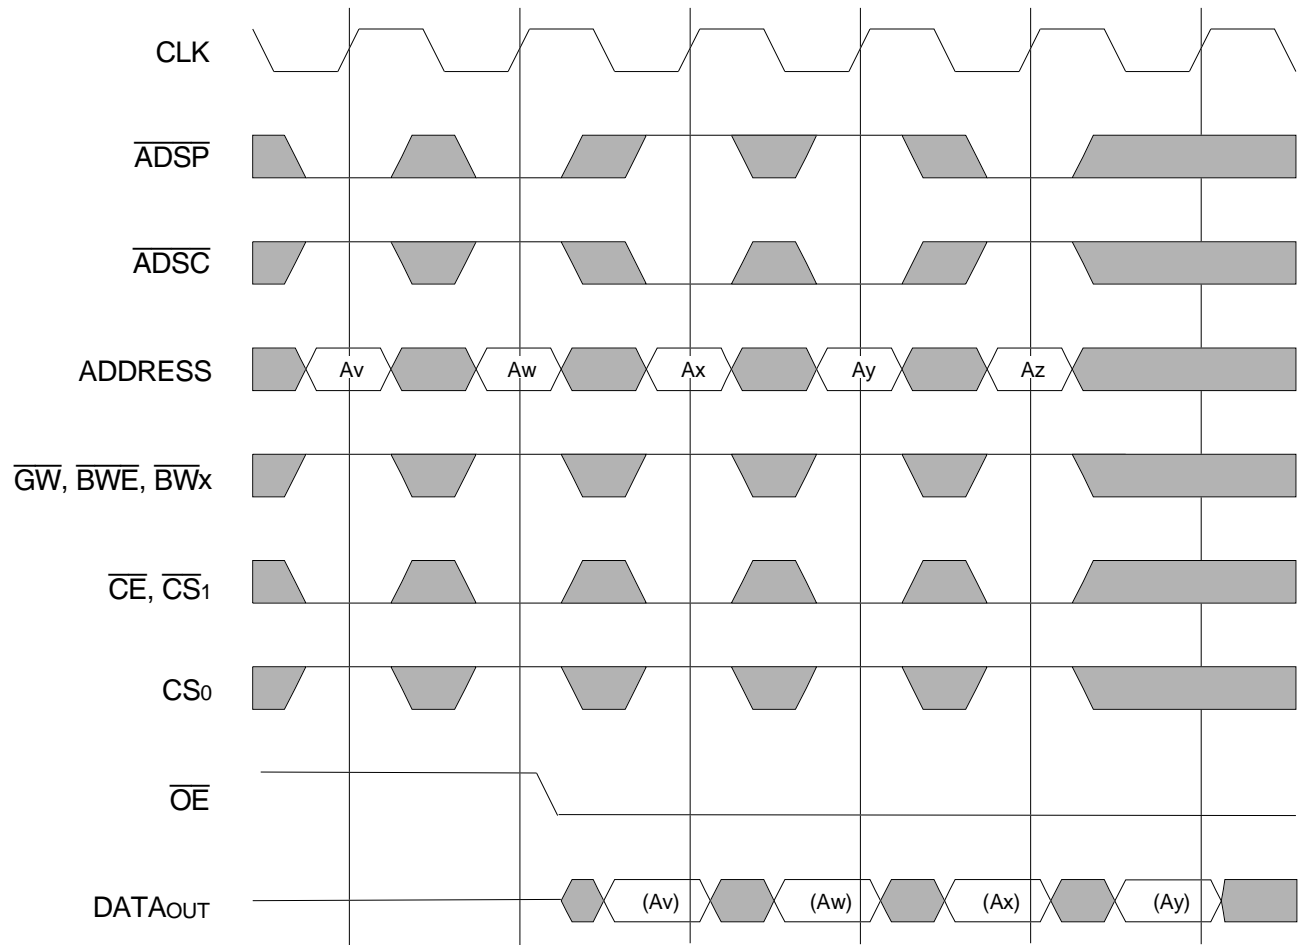 CLK
ADSP
ADSC
ADDRESS Av Aw Ax Ay Az
GW, BWE, BWx
CE, CS1
CS0
OE
DATAOUT (Av) (Aw) (Ax) (Ay)